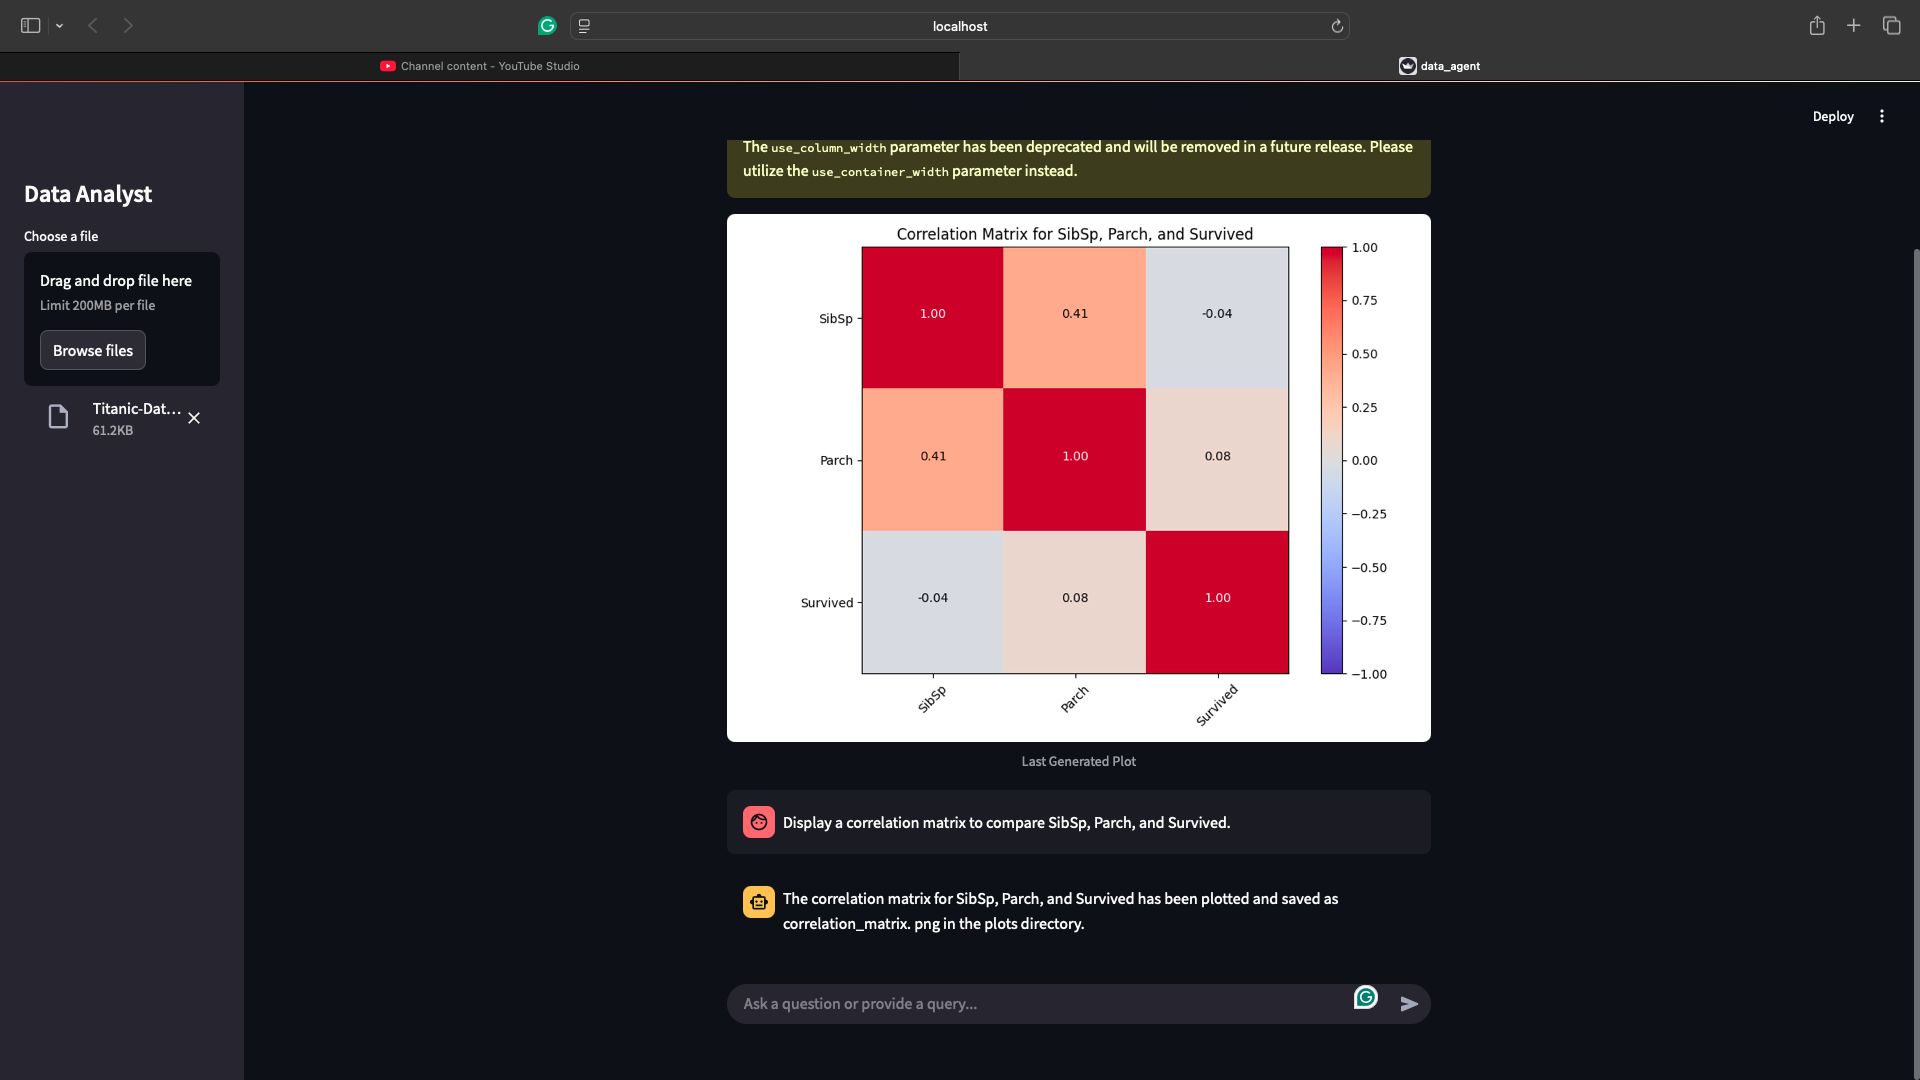 localhost
Channel content – YouTube Studio
data_agent
Deploy
Data Analyst
Choose a file
Drag and drop file here
Limit 200MB per file
Browse files
Titanic-Dat...
61.2KB
The use_column_width parameter has been deprecated and will be removed in a future release. Please
utilize the use_container_width parameter instead.
Correlation Matrix for SibSp, Parch, and Survived
SibSp 1.00 0.41 -0.04
Parch 0.41 1.00 0.08
Survived -0.04 0.08 1.00
SibSp Parch Survived
1.00
0.75
0.50
0.25
0.00
−0.25
−0.50
−0.75
−1.00
Last Generated Plot
Display a correlation matrix to compare SibSp, Parch, and Survived.
The correlation matrix for SibSp, Parch, and Survived has been plotted and saved as
correlation_matrix. png in the plots directory.
Ask a question or provide a query...